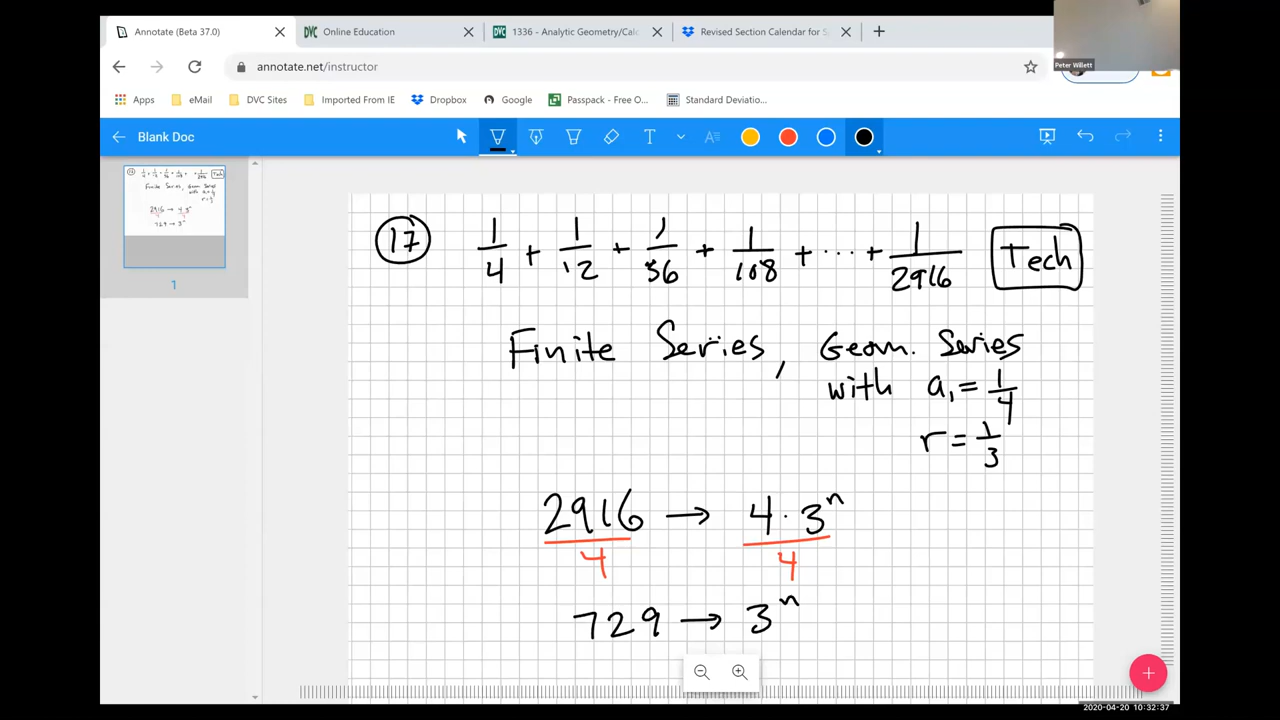 Annotate (Beta 37.0)
Online Education
1336 - Analytic Geometry/Calc
Revised Section Calendar for S
annotate.net/instructor
Peter Willett
Apps
eMail
DVC Sites
Imported From IE
Dropbox
Google
Passpack - Free O...
Standard Deviatio...
Blank Doc
T
1
17 1/4 + 1/12 + 1/36 + 1/108 + ··· + 1/2916 Tech
Finite Series, Geom. Series
with a₁ = 1/4
r = 1/3
2916 → 4 · 3ⁿ
4 4
729 → 3ⁿ
2020-04-20 10:32:37